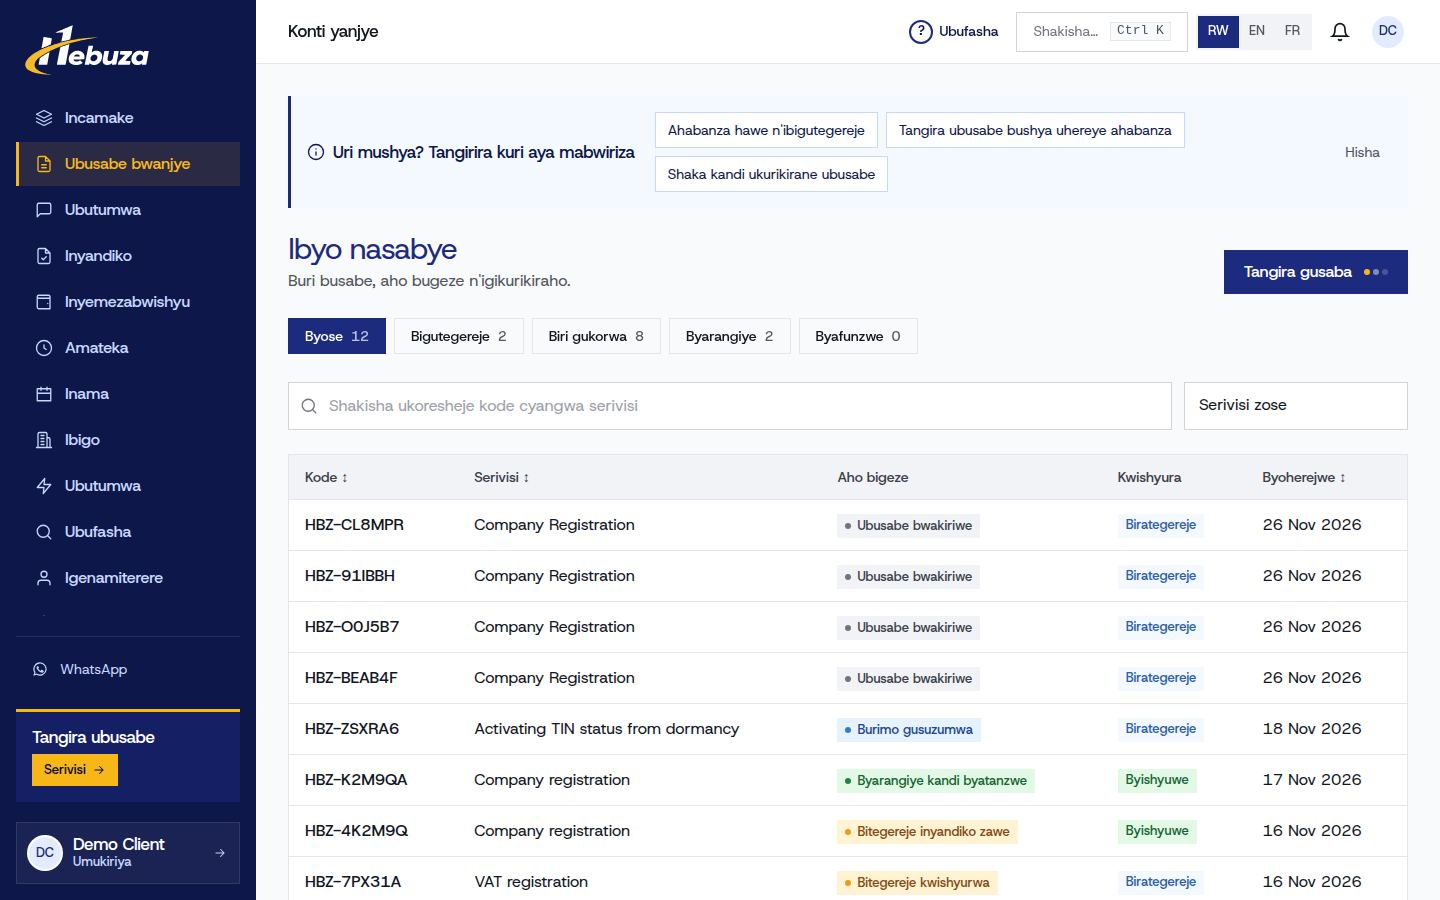 Hebuza
Incamake
Ubusabe bwanjye
Ubutumwa
Inyandiko
Inyemezabwishyu
Amateka
Inama
Ibigo
Ubutumwa
Ubufasha
Igenamiterere
WhatsApp
Tangira ubusabe
Serivisi →
DC
Demo Client
Umukiriya
→
Konti yanjye
? Ubufasha
Shakisha... Ctrl K
RW EN FR
DC
Uri mushya? Tangirira kuri aya mabwiriza
Ahabanza hawe n'ibigutegereje
Tangira ubusabe bushya uhereye ahabanza
Shaka kandi ukurikirane ubusabe
Hisha
Ibyo nasabye
Buri busabe, aho bugeze n'igikurikiraho.
Tangira gusaba
Byose 12
Bigutegereje 2
Biri gukorwa 8
Byarangiye 2
Byafunzwe 0
Shakisha ukoresheje kode cyangwa serivisi
Serivisi zose
Kode ↕ Serivisi ↕ Aho bigeze Kwishyura Byoherejwe ↕
HBZ-CL8MPR Company Registration Ubusabe bwakiriwe Birategereje 26 Nov 2026
HBZ-91IBBH Company Registration Ubusabe bwakiriwe Birategereje 26 Nov 2026
HBZ-O0J5B7 Company Registration Ubusabe bwakiriwe Birategereje 26 Nov 2026
HBZ-BEAB4F Company Registration Ubusabe bwakiriwe Birategereje 26 Nov 2026
HBZ-ZSXRA6 Activating TIN status from dormancy Burimo gusuzumwa Birategereje 18 Nov 2026
HBZ-K2M9QA Company registration Byarangiye kandi byatanzwe Byishyuwe 17 Nov 2026
HBZ-4K2M9Q Company registration Bitegereje inyandiko zawe Byishyuwe 16 Nov 2026
HBZ-7PX31A VAT registration Bitegereje kwishyurwa Birategereje 16 Nov 2026